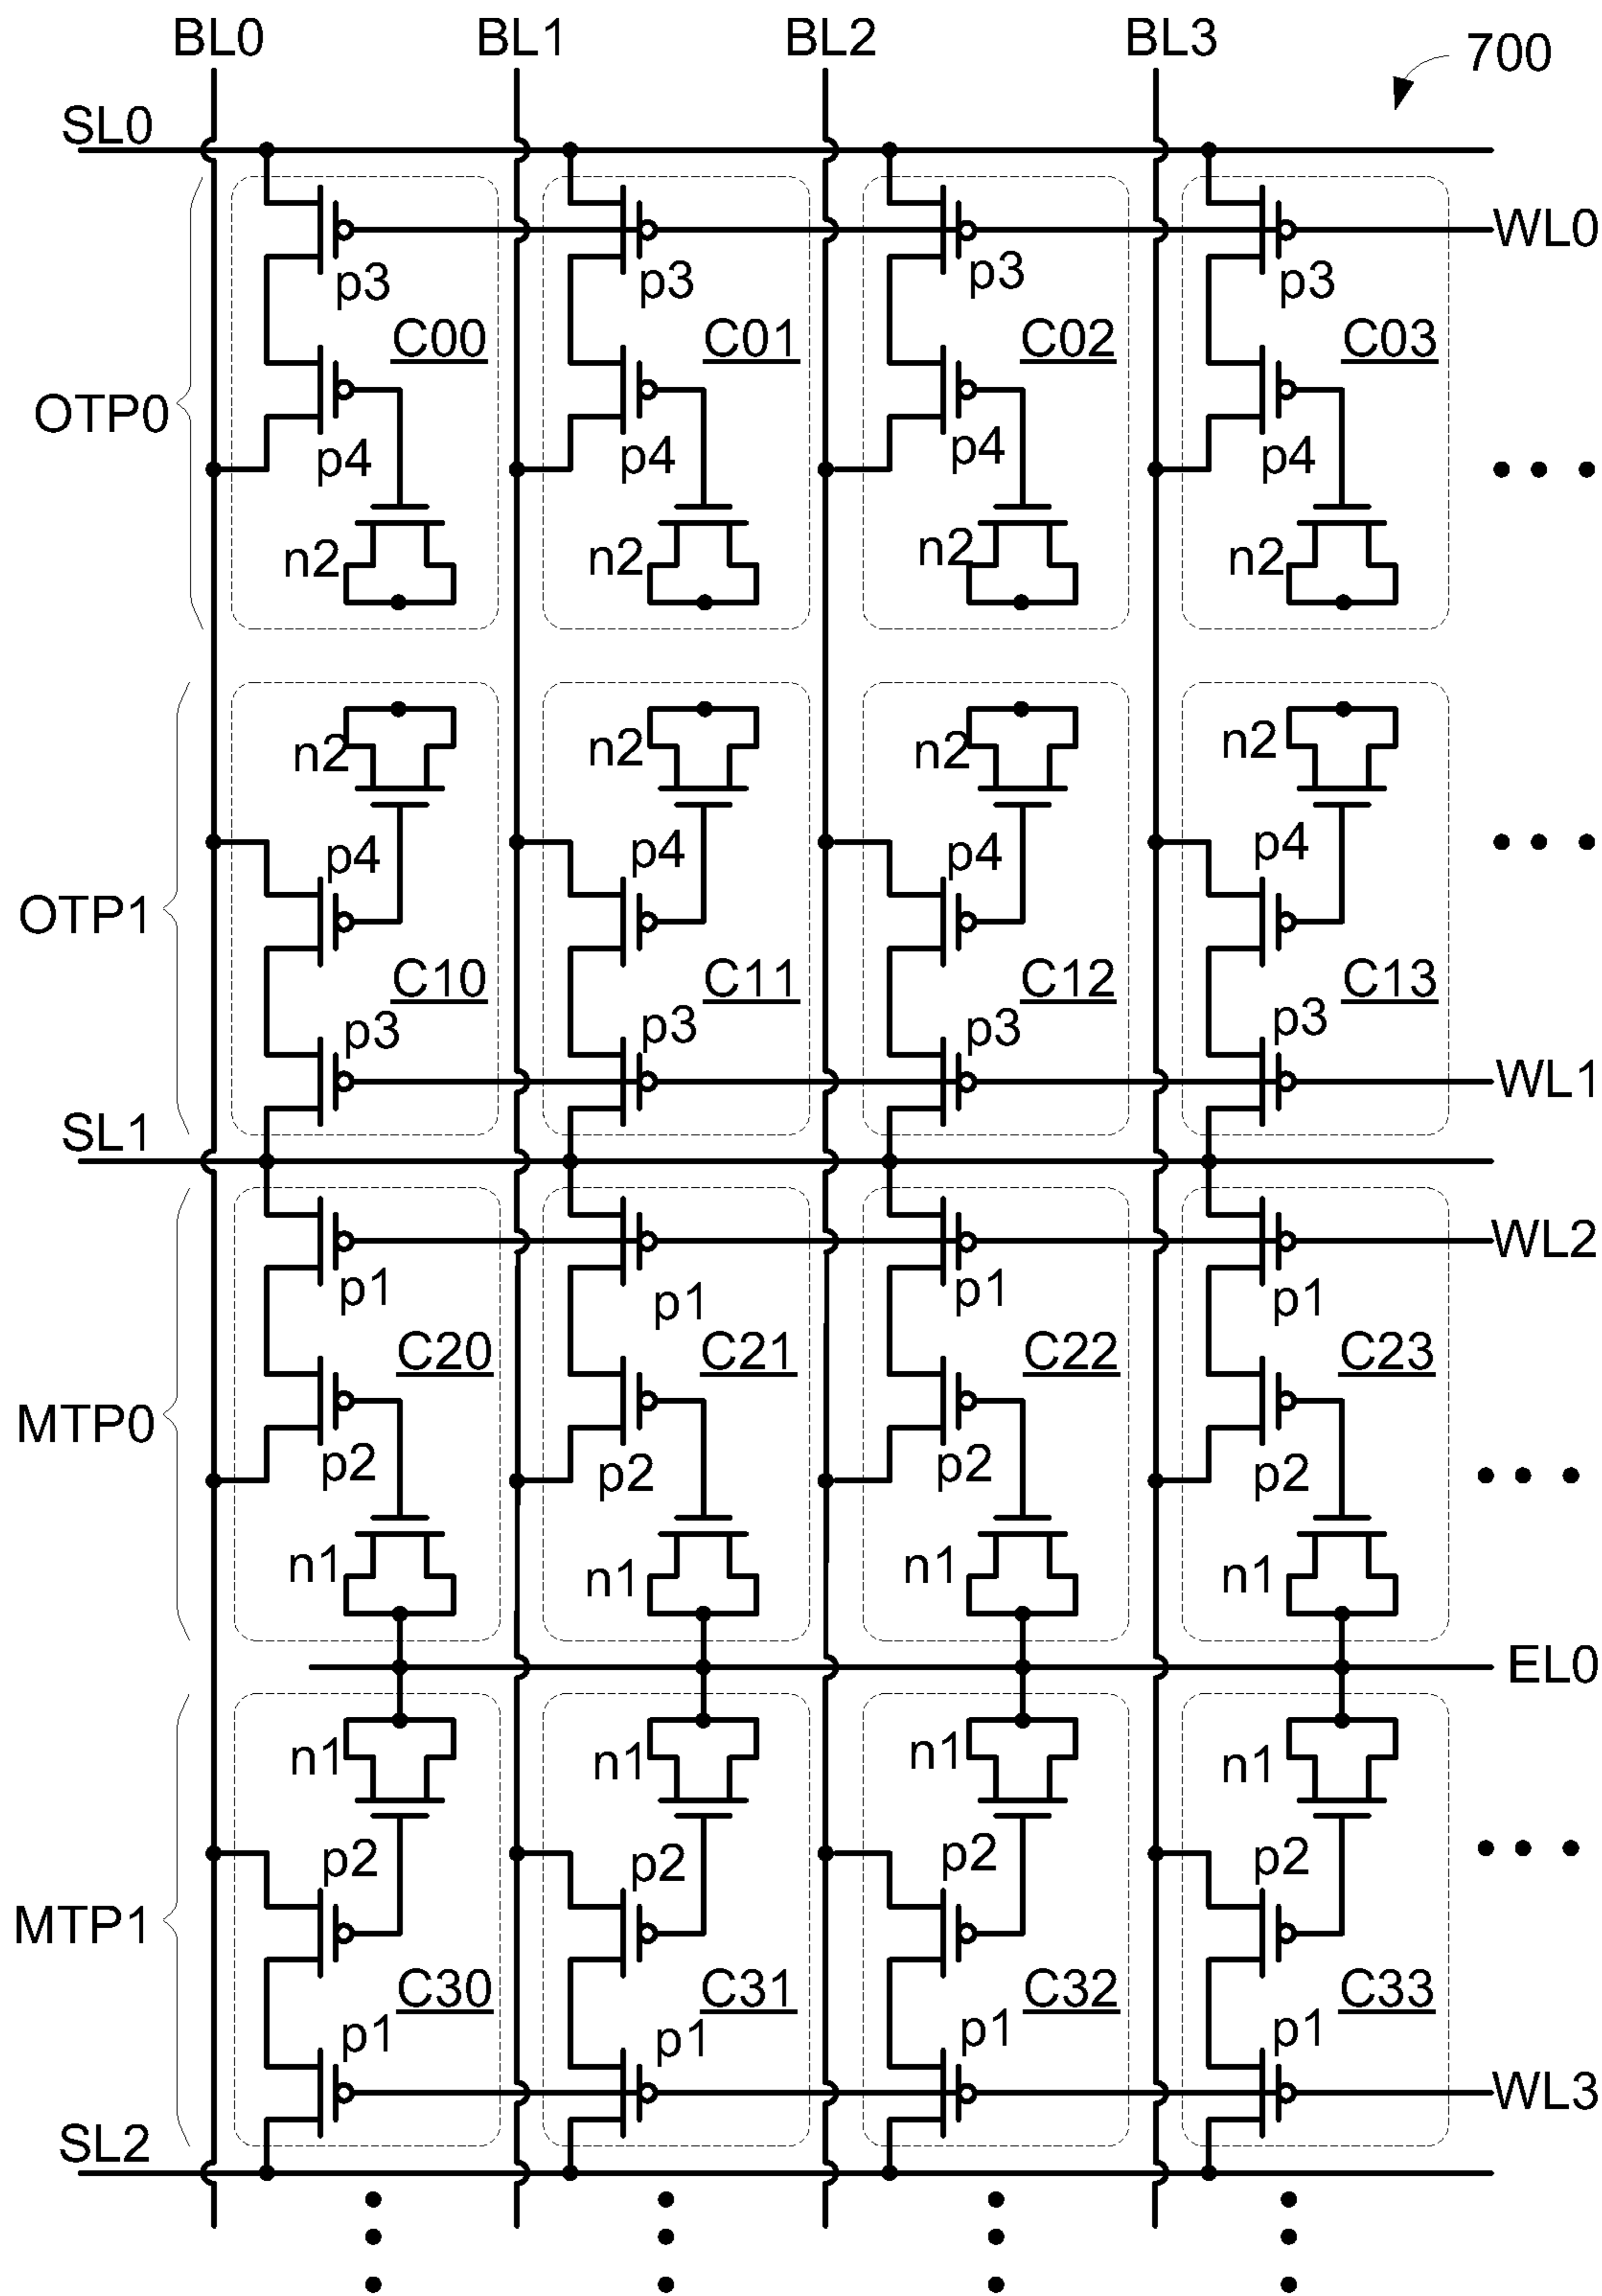 BL0 BL1 BL2 BL3 700
SL0
WL0
p3 p3 p3 p3
C00 C01 C02 C03
OTP0
p4 p4 p4 p4
n2 n2 n2 n2
n2 n2 n2 n2
p4 p4 p4 p4
OTP1
C10 C11 C12 C13
p3 p3 p3 p3
WL1
SL1
WL2
p1 p1 p1 p1
C20 C21 C22 C23
MTP0
p2 p2 p2 p2
n1 n1 n1 n1
EL0
n1 n1 n1 n1
p2 p2 p2 p2
MTP1
C30 C31 C32 C33
p1 p1 p1 p1
WL3
SL2